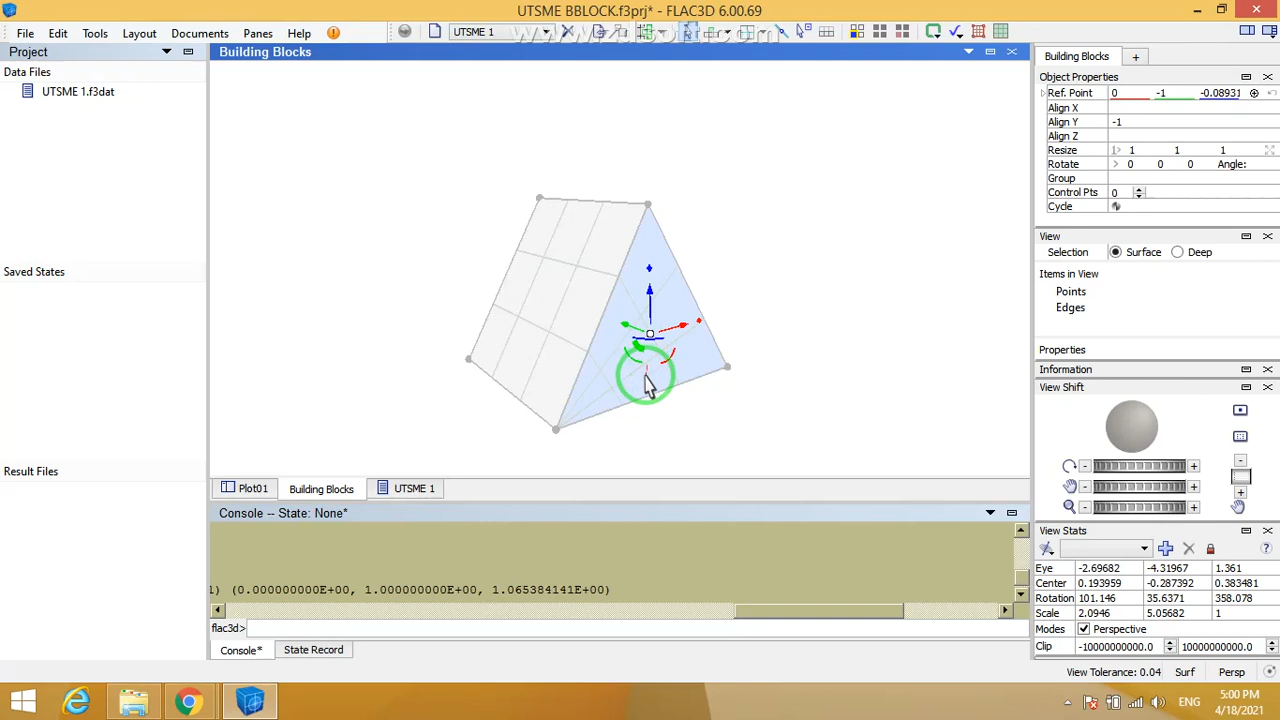 UTSME BBLOCK.f3prj* - FLAC3D 6.00.69
File Edit Tools Layout Documents Panes Help
UTSME 1
Project
Data Files
UTSME 1.f3dat
Saved States
Result Files
Building Blocks
Plot01 Building Blocks UTSME 1
Console -- State: None*
1) (0.000000000E+00, 1.000000000E+00, 1.065384141E+00)
flac3d>
Console* State Record
Building Blocks +
Object Properties
Ref. Point 0 -1 -0.08931
Align X
Align Y -1
Align Z
Resize 1 1 1
Rotate 0 0 0 Angle:
Group
Control Pts 0
Cycle
View
Selection Surface Deep
Items in View
Points
Edges
Properties
Information
View Shift
View Stats
Eye -2.69682 -4.31967 1.361
Center 0.193959 -0.287392 0.383481
Rotation 101.146 35.6371 358.078
Scale 2.0946 5.05682 1
Modes Perspective
Clip -10000000000.0 10000000000.0
View Tolerance: 0.04 Surf Persp
ENG
5:00 PM
4/18/2021